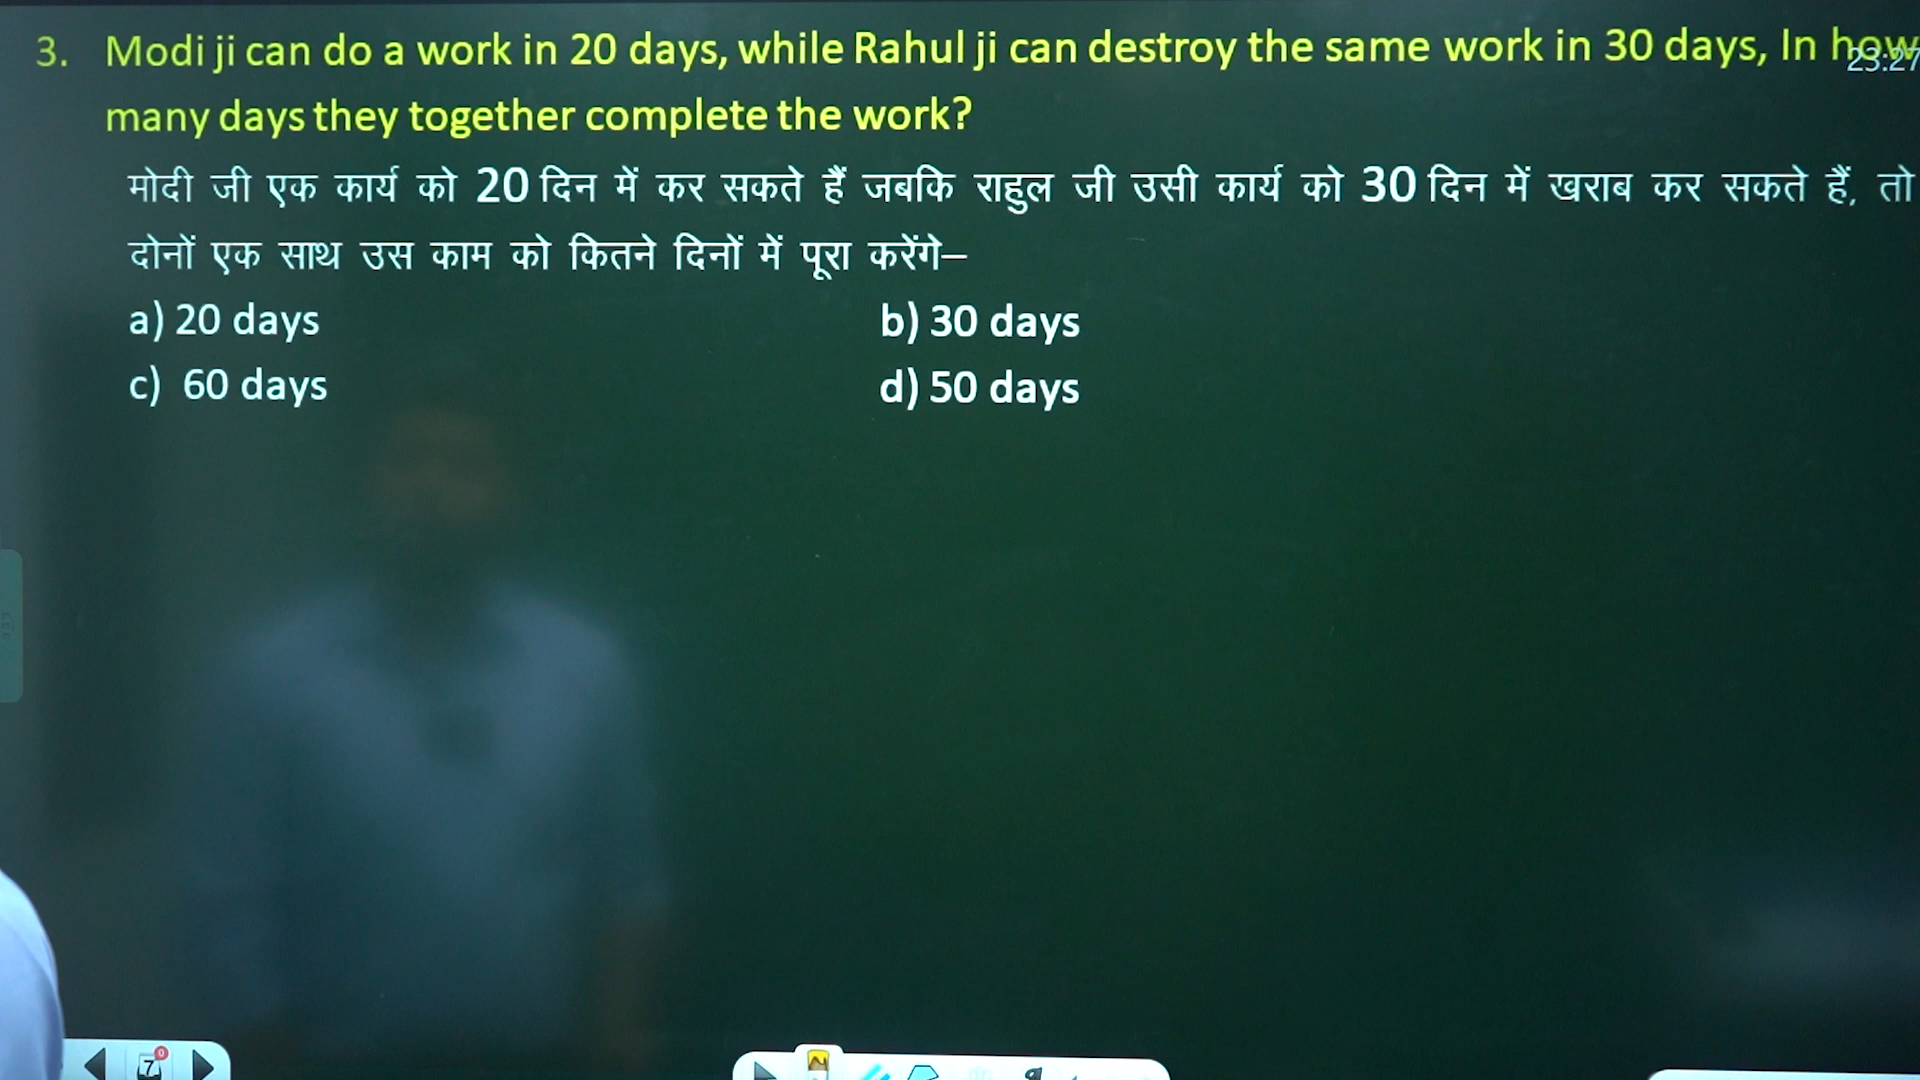 3. Modi ji can do a work in 20 days, while Rahul ji can destroy the same work in 30 days, In how
23:27
many days they together complete the work?
मोदी जी एक कार्य को 20 दिन में कर सकते हैं जबकि राहुल जी उसी कार्य को 30 दिन में खराब कर सकते हैं, तो
दोनों एक साथ उस काम को कितने दिनों में पूरा करेंगे–
a) 20 days b) 30 days
c) 60 days d) 50 days
7 0